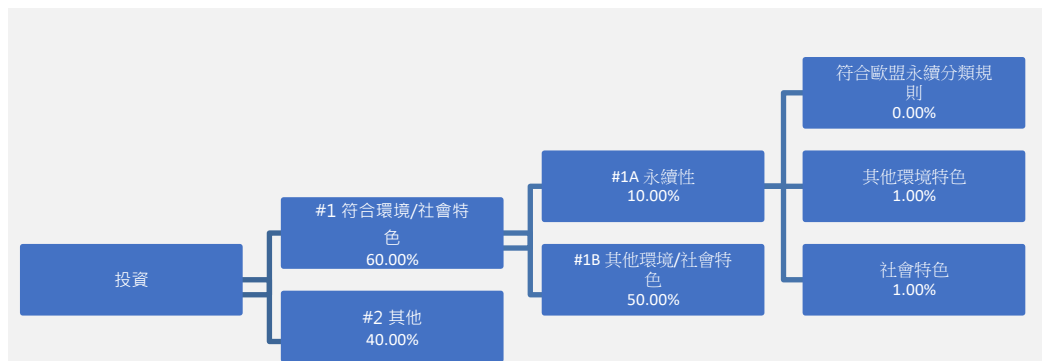 投資
#1 符合環境/社會特
色
60.00%
#2 其他
40.00%
#1A 永續性
10.00%
#1B 其他環境/社會特
色
50.00%
符合歐盟永續分類規
則
0.00%
其他環境特色
1.00%
社會特色
1.00%